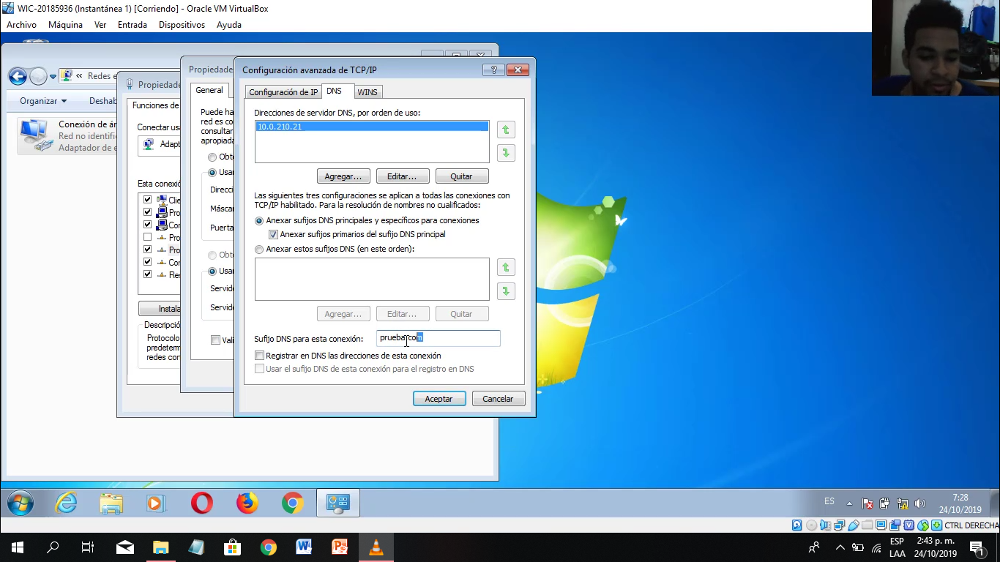 WIC-20185936 (Instantánea 1) [Corriendo] - Oracle VM VirtualBox
Archivo Máquina Ver Entrada Dispositivos Ayuda
Configuración avanzada de TCP/IP
Propiedades
Redes e
Propiedade
General
Configuración de IP DNS WINS
Organizar Deshab
Funciones de
Puede ha
red es co
consultar
apropiada
Direcciones de servidor DNS, por orden de uso:
10.0.210.21
Conexión de ár
Red no identifi
Adaptador de e
Conectar usa
Adapt
Obte
Usar
Agregar... Editar... Quitar
Esta conexió
Direcci
Máscar
Puerta
Las siguientes tres configuraciones se aplican a todas las conexiones con
TCP/IP habilitado. Para la resolución de nombres no cualificados:
Clie
Pro
Con
Pro
Pro
Con
Res
Anexar sufijos DNS principales y específicos para conexiones
Anexar sufijos primarios del sufijo DNS principal
Anexar estos sufijos DNS (en este orden):
Obte
Usar
Servido
Servido
Instala
Agregar... Editar... Quitar
Descripció
Protocolo
predeterm
redes con
Vali
Sufijo DNS para esta conexión: prueba.com
Registrar en DNS las direcciones de esta conexión
Usar el sufijo DNS de esta conexión para el registro en DNS
Aceptar Cancelar
ES
7:28
24/10/2019
CTRL DERECHA
ESP
LAA
2:43 p. m.
24/10/2019
1